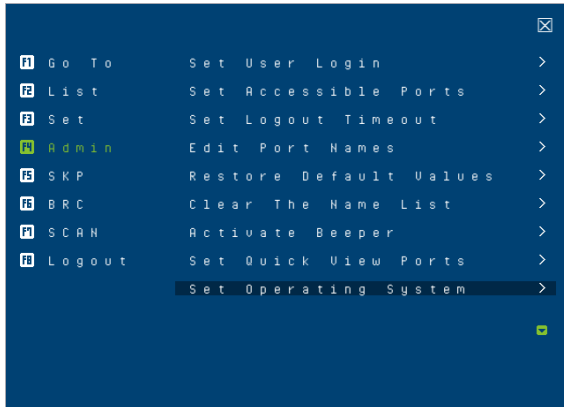 F1 Go To Set User Login
F2 List Set Accessible Ports
F3 Set Set Logout Timeout
F4 Admin Edit Port Names
F5 SKP Restore Default Values
F6 BRC Clear The Name List
F7 SCAN Activate Beeper
F8 Logout Set Quick View Ports
Set Operating System